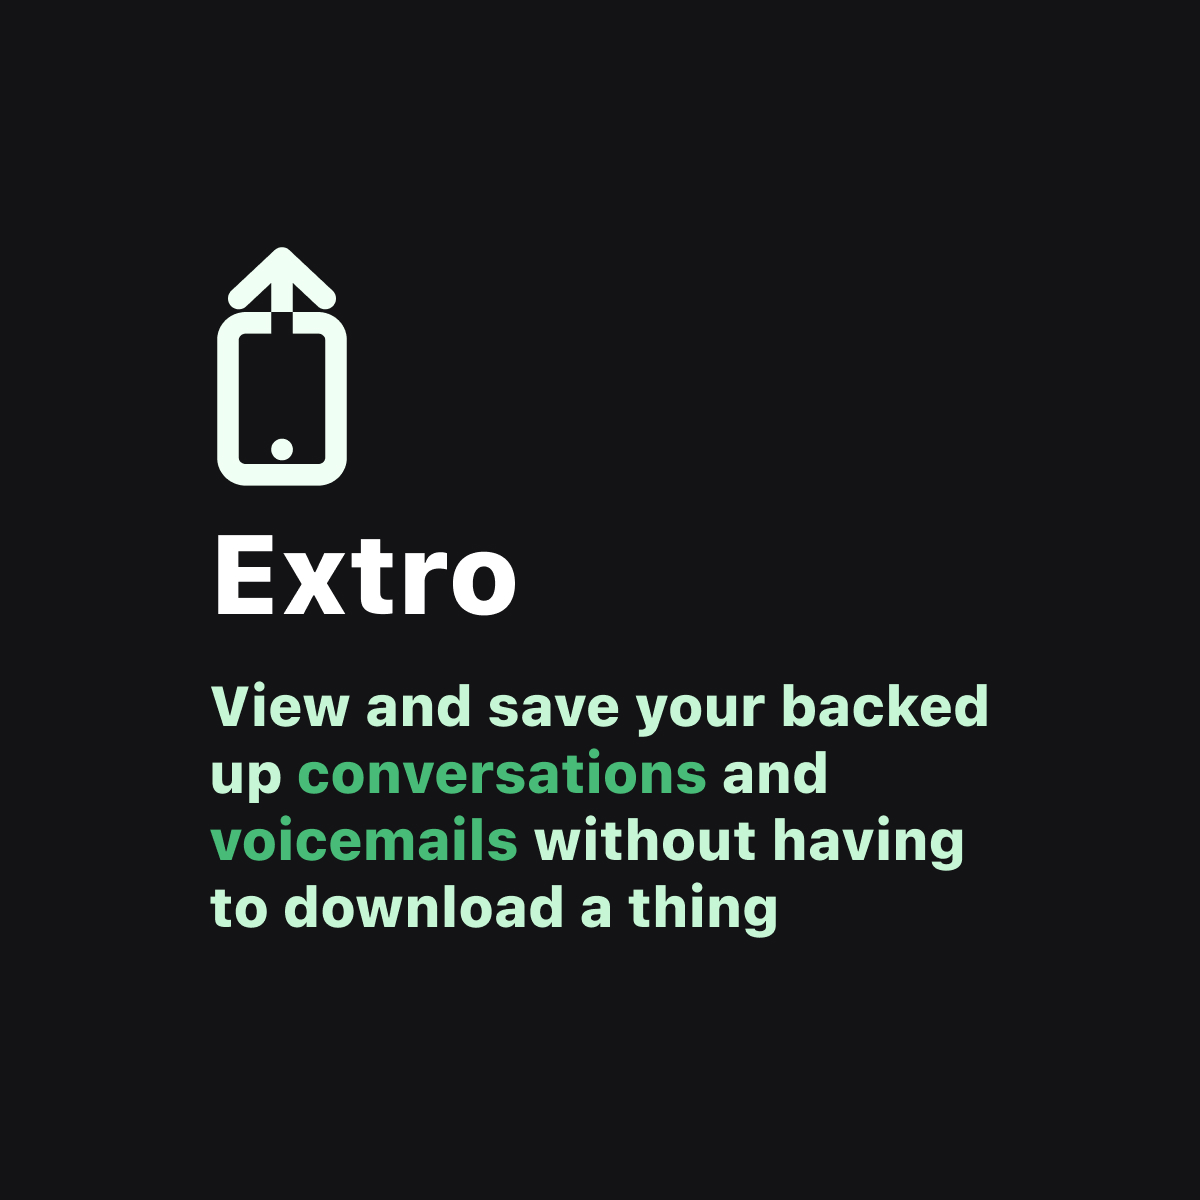 Extro
View and save your backed
up conversations and
voicemails without having
to download a thing